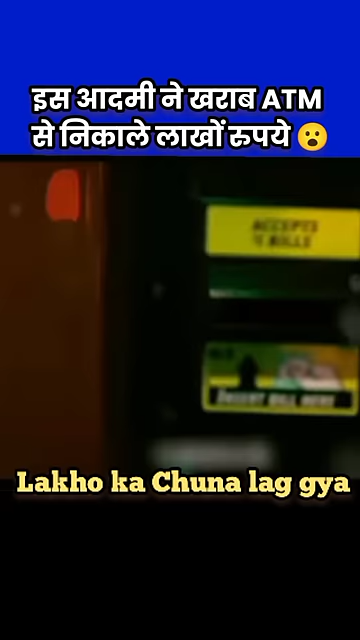 इस आदमी ने खराब ATM
से निकाले लाखों रुपये 😮
ACCEPTS
BILLS
INSERT BILL HERE
Lakho ka Chuna lag gya